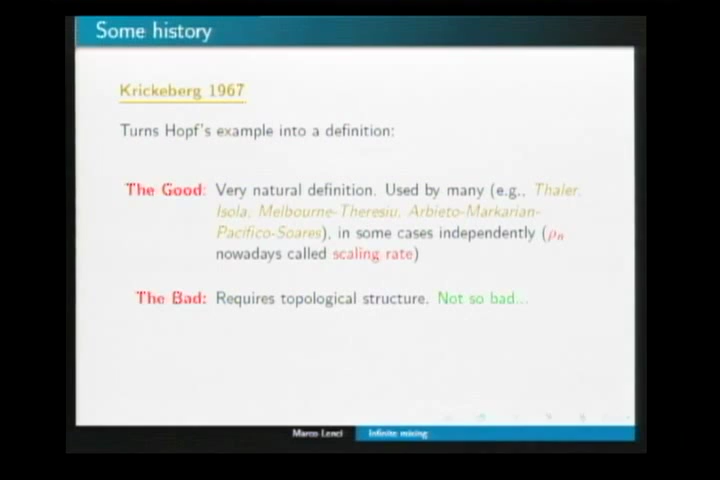 Some history
Krickeberg 1967
Turns Hopf's example into a definition:
The Good: Very natural definition. Used by many (e.g., Thaler,
Isola, Melbourne-Theresiu, Arbieto-Markarian-
Pacifico-Soares), in some cases independently (ρn
nowadays called scaling rate)
The Bad: Requires topological structure. Not so bad...
Marco Lenci Infinite mixing